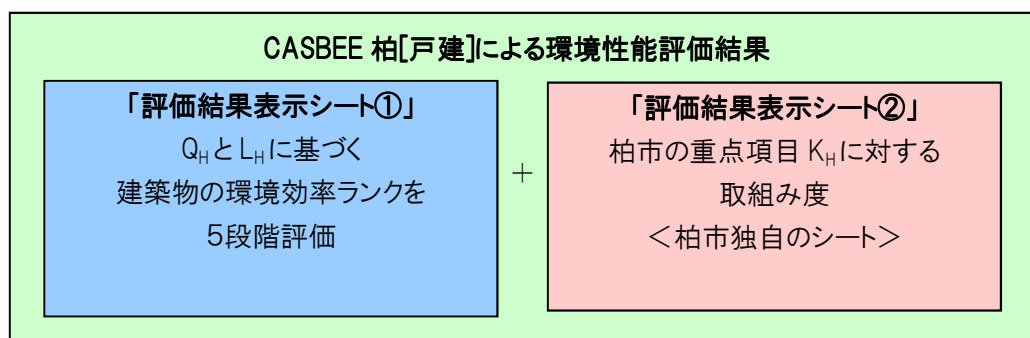 CASBEE 柏[戸建]による環境性能評価結果
「評価結果表示シート①」
QHとLHに基づく
建築物の環境効率ランクを
5段階評価
＋
「評価結果表示シート②」
柏市の重点項目KHに対する
取組み度
＜柏市独自のシート＞